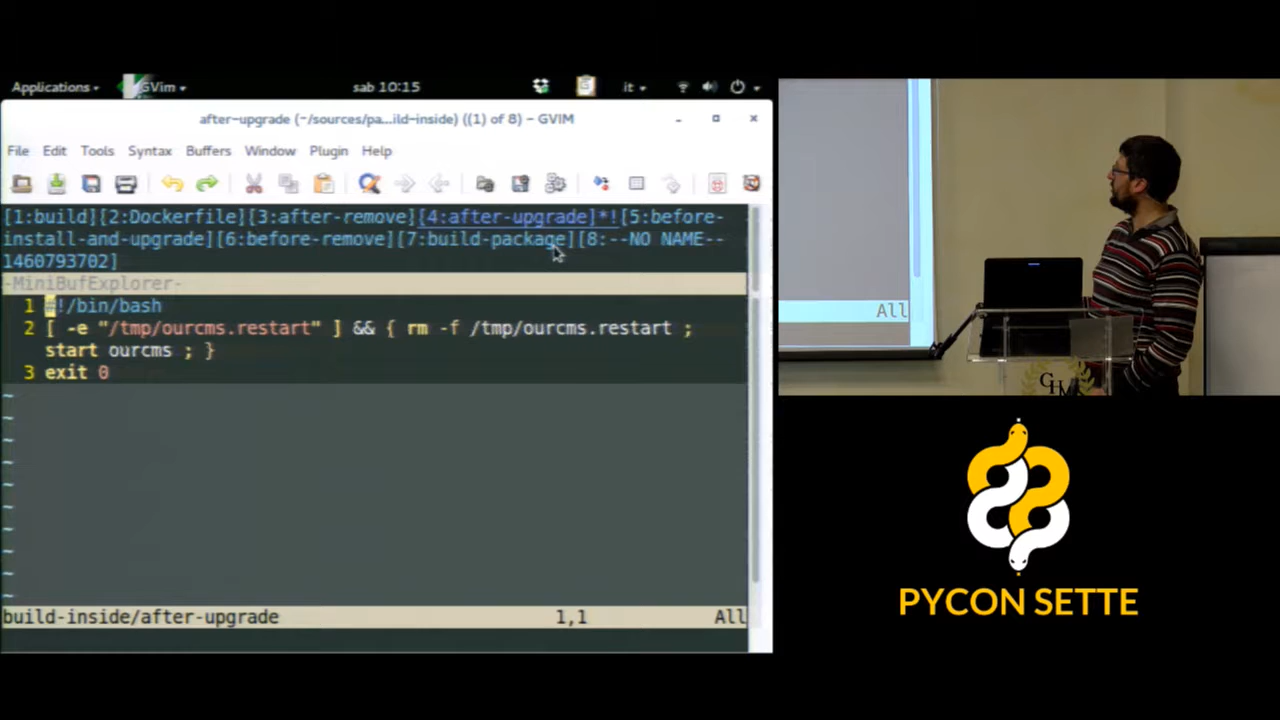 Applications
GVim
sab 10:15
it
after-upgrade (~/sources/pa...ild-inside) ((1) of 8) - GVIM
File Edit Tools Syntax Buffers Window Plugin Help
[1:build][2:Dockerfile][3:after-remove][4:after-upgrade]*![5:before-
install-and-upgrade][6:before-remove][7:build-package][8:--NO NAME--
1460793702]
-MiniBufExplorer-
1 #!/bin/bash
2 [ -e "/tmp/ourcms.restart" ] && { rm -f /tmp/ourcms.restart ;
start ourcms ; }
3 exit 0
~
~
~
~
~
~
~
~
~
~
build-inside/after-upgrade 1,1 All
All
PYCON SETTE